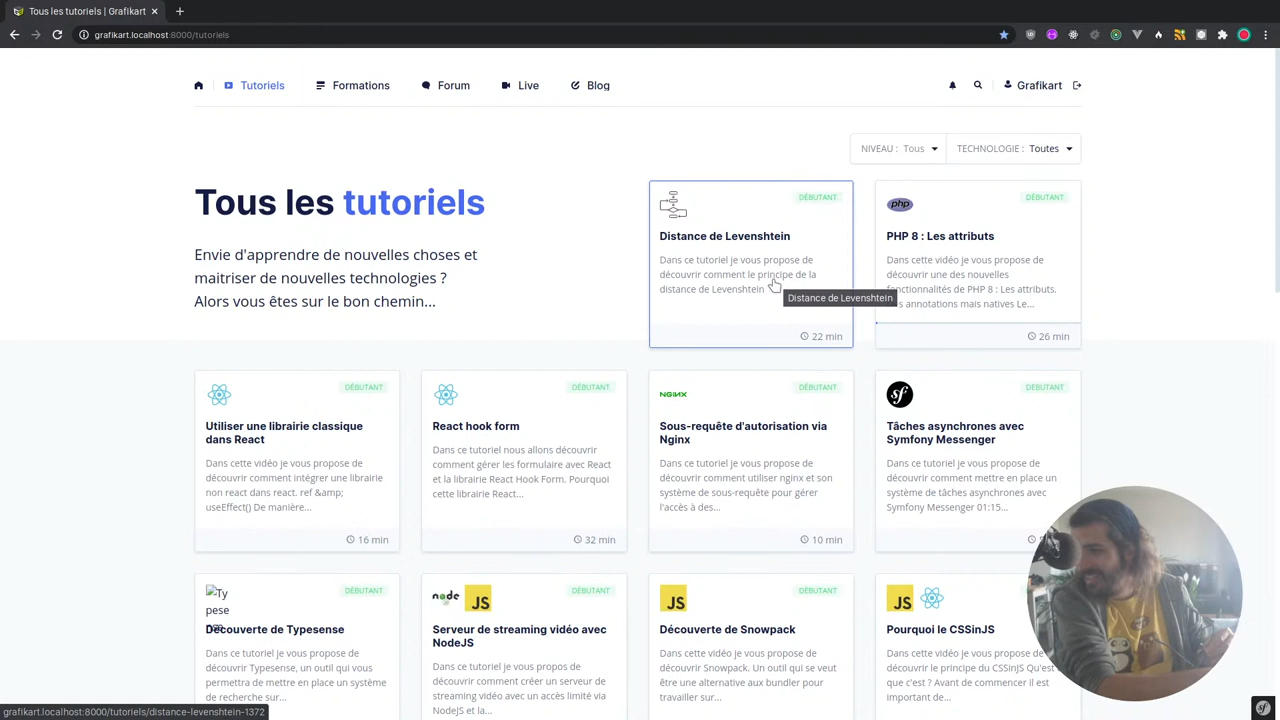 Tous les tutoriels | Grafikart
grafikart.localhost:8000/tutoriels
Tutoriels
Formations
Forum
Live
Blog
Grafikart
NIVEAU : Tous
TECHNOLOGIE : Toutes
Tous les tutoriels
Envie d'apprendre de nouvelles choses et
maitriser de nouvelles technologies ?
Alors vous êtes sur le bon chemin...
DÉBUTANT
Distance de Levenshtein
Dans ce tutoriel je vous propose de
découvrir comment le principe de la
distance de Levenshtein
Distance de Levenshtein
22 min
php
DÉBUTANT
PHP 8 : Les attributs
Dans cette vidéo je vous propose de
découvrir une des nouvelles
fonctionnalités de PHP 8 : Les attributs.
annotations mais natives Le...
26 min
DÉBUTANT
Utiliser une librairie classique
dans React
Dans cette vidéo je vous propose de
découvrir comment intégrer une librairie
non react dans react. ref &amp;
useEffect() De manière...
16 min
DÉBUTANT
React hook form
Dans ce tutoriel nous allons découvrir
comment gérer les formulaire avec React
et la librairie React Hook Form. Pourquoi
cette librairie React...
32 min
NGINX
DÉBUTANT
Sous-requête d'autorisation via
Nginx
Dans ce tutoriel je vous propose de
découvrir comment utiliser nginx et son
système de sous-requête pour gérer
l'accès à des...
10 min
sf
DÉBUTANT
Tâches asynchrones avec
Symfony Messenger
Dans ce tutoriel je vous propose de
découvrir comment mettre en place un
système de tâches asynchrones avec
Symfony Messenger 01:15...
Ty
pese
DÉBUTANT
Découverte de Typesense
Dans ce tutoriel je vous propose de
découvrir Typesense, un outil qui vous
permettra de mettre en place un système
de recherche sur...
node
JS
DÉBUTANT
Serveur de streaming vidéo avec
NodeJS
Dans ce tutoriel je vous propos de
découvrir comment créer un serveur de
streaming vidéo avec un accès limité via
NodeJS et la...
JS
DÉBUTANT
Découverte de Snowpack
Dans cette vidéo je vous propose de
découvrir Snowpack. Un outil qui se veut
être une alternative aux bundler pour
travailler sur...
JS
DÉBUTANT
Pourquoi le CSSinJS
Dans cette vidéo je vous propose de
découvrir le principe du CSSinJS Qu'est
que c'est ? Avant de commencer il est
important de...
grafikart.localhost:8000/tutoriels/distance-levenshtein-1372
sf